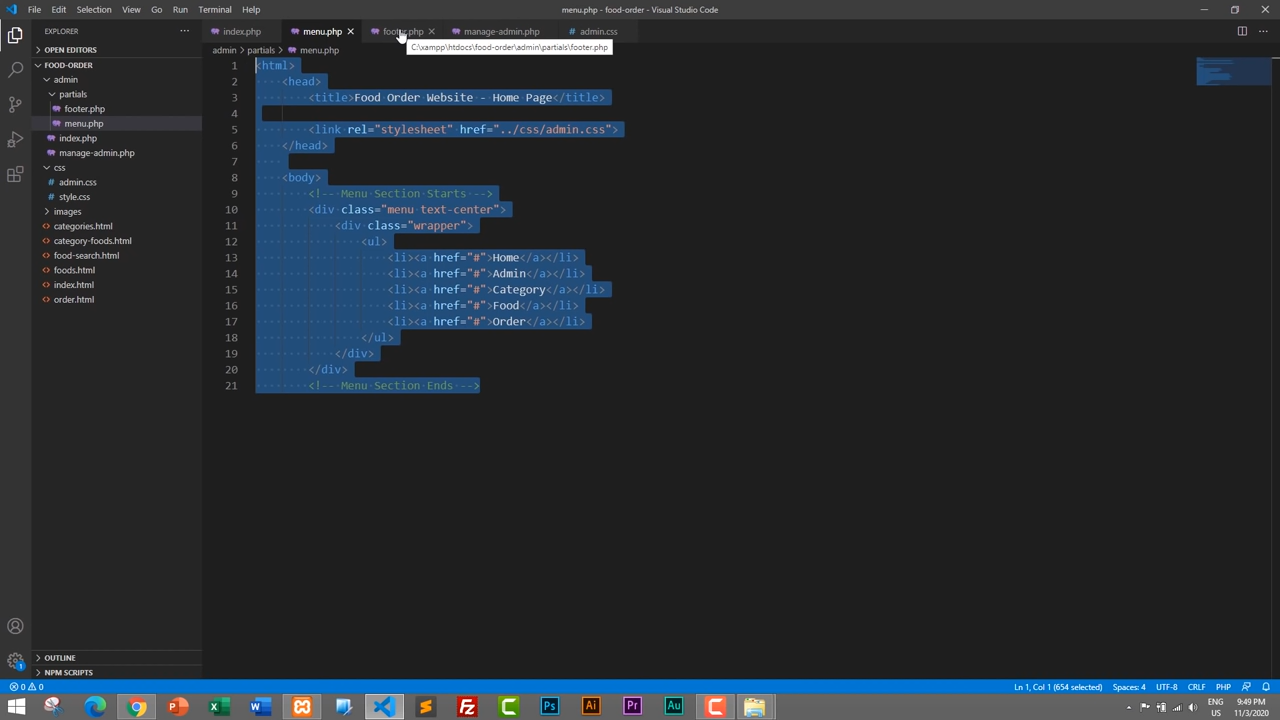 File Edit Selection View Go Run Terminal Help menu.php - food-order - Visual Studio Code
EXPLORER
index.php menu.php footer.php manage-admin.php # admin.css
C:\xampp\htdocs\food-order\admin\partials\footer.php
admin > partials > menu.php
OPEN EDITORS
FOOD-ORDER
admin
partials
footer.php
menu.php
index.php
manage-admin.php
css
# admin.css
# style.css
images
<> categories.html
<> category-foods.html
<> food-search.html
<> foods.html
<> index.html
<> order.html
OUTLINE
NPM SCRIPTS
1 <html>
2 <head>
3 <title>Food Order Website - Home Page</title>
4
5 <link rel="stylesheet" href="../css/admin.css">
6 </head>
7
8 <body>
9 <!-- Menu Section Starts -->
10 <div class="menu text-center">
11 <div class="wrapper">
12 <ul>
13 <li><a href="#">Home</a></li>
14 <li><a href="#">Admin</a></li>
15 <li><a href="#">Category</a></li>
16 <li><a href="#">Food</a></li>
17 <li><a href="#">Order</a></li>
18 </ul>
19 </div>
20 </div>
21 <!-- Menu Section Ends -->
0 0 Ln 1, Col 1 (654 selected) Spaces: 4 UTF-8 CRLF PHP
1
Ps Ai Pr Au
ENG
US
9:49 PM
11/3/2020